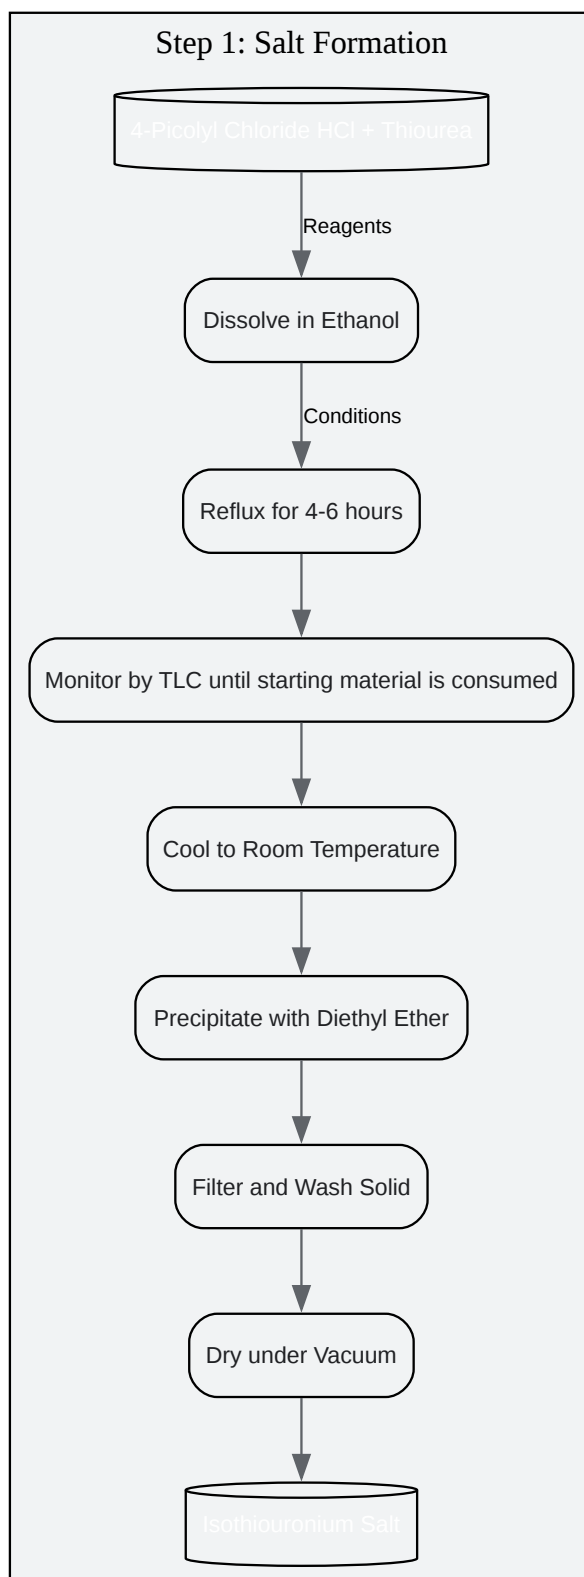 Step 1: Salt Formation
4-Picolyl Chloride HCl + Thiourea
Reagents
Dissolve in Ethanol
Conditions
Reflux for 4-6 hours
Monitor by TLC until starting material is consumed
Cool to Room Temperature
Precipitate with Diethyl Ether
Filter and Wash Solid
Dry under Vacuum
Isothiouronium Salt